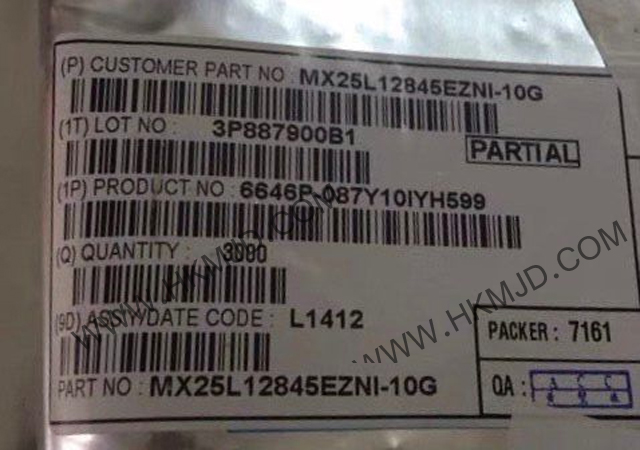 (P) CUSTOMER PART NO : MX25L12845EZNI-10G
(1T) LOT NO : 3P887900B1
PARTIAL
(1P) PRODUCT NO : 6646P-087Y10IYH599
(Q) QUANTITY : 3080
(9D) ASSY/DATE CODE : L1412
PACKER : 7161
PART NO : MX25L12845EZNI-10G
QA :
WWW.HKMJD.COM
WWW.HKMJD.COM